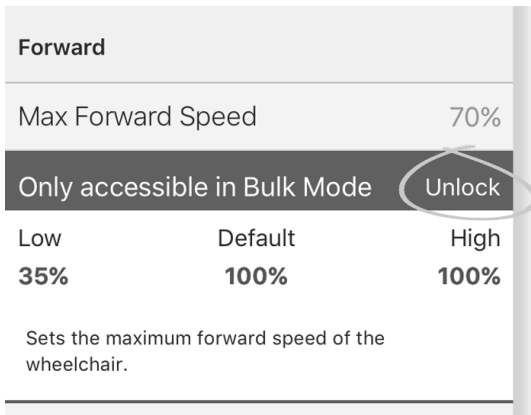 Forward
Max Forward Speed 70%
Only accessible in Bulk Mode Unlock
Low Default High
35% 100% 100%
Sets the maximum forward speed of the
wheelchair.